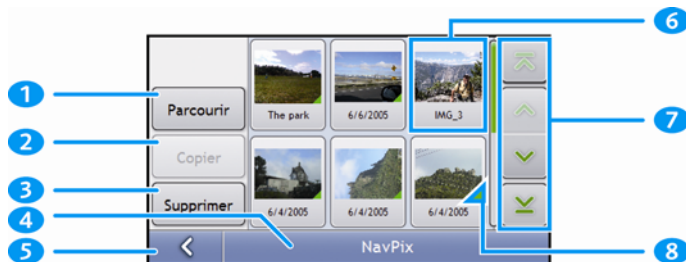 6
1
Parcourir
The park
6/6/2005
IMG_3
7
2
Copier
3
Supprimer
6/4/2005
6/4/2005
6/4/2005
4
5
NavPix
8